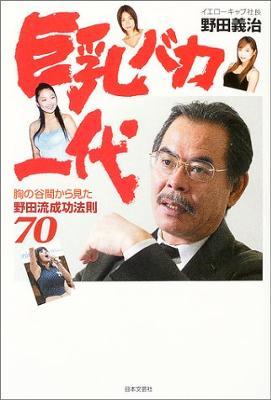 イエローキャブ社長
野田義治
巨乳バカ
一代
胸の谷間から見た
野田流成功法則
70
日本文芸社